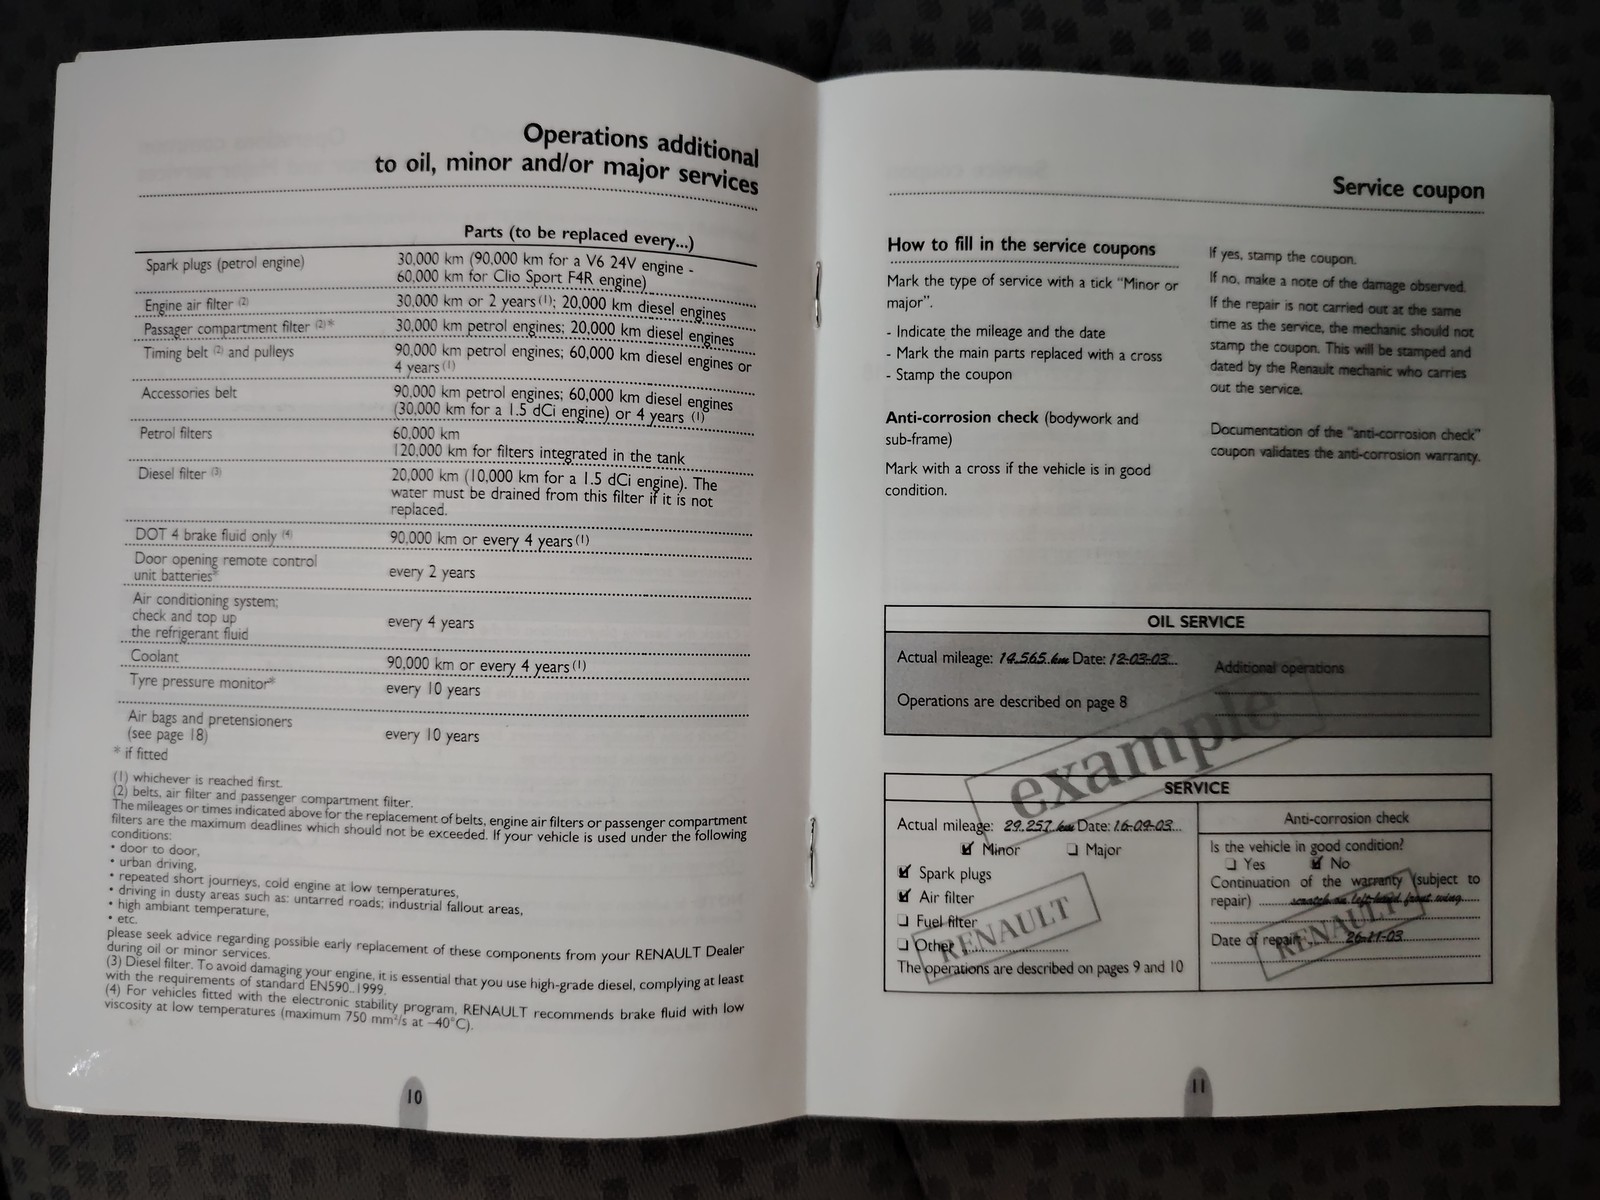 Operations additional
to oil, minor and/or major services
Parts (to be replaced every...)
Spark plugs (petrol engine) 30,000 km (90,000 km for a V6 24V engine -
60,000 km for Clio Sport F4R engine)
Engine air filter (2) 30,000 km or 2 years (1); 20,000 km diesel engines
Passager compartment filter (2)* 30,000 km petrol engines; 20,000 km diesel engines
Timing belt (2) and pulleys 90,000 km petrol engines; 60,000 km diesel engines or
4 years (1)
Accessories belt 90,000 km petrol engines; 60,000 km diesel engines
(30,000 km for a 1.5 dCi engine) or 4 years (1)
Petrol filters 60,000 km
120,000 km for filters integrated in the tank
Diesel filter (3) 20,000 km (10,000 km for a 1.5 dCi engine). The
water must be drained from this filter if it is not
replaced.
DOT 4 brake fluid only (4) 90,000 km or every 4 years (1)
Door opening remote control
unit batteries* every 2 years
Air conditioning system;
check and top up
the refrigerant fluid every 4 years
Coolant 90,000 km or every 4 years (1)
Tyre pressure monitor* every 10 years
Air bags and pretensioners
(see page 18) every 10 years
* if fitted
(1) whichever is reached first.
(2) belts, air filter and passenger compartment filter.
The mileages or times indicated above for the replacement of belts, engine air filters or passenger compartment
filters are the maximum deadlines which should not be exceeded. If your vehicle is used under the following
conditions:
• door to door,
• urban driving,
• repeated short journeys, cold engine at low temperatures,
• driving in dusty areas such as: untarred roads; industrial fallout areas,
• high ambiant temperature,
• etc.
please seek advice regarding possible early replacement of these components from your RENAULT Dealer
during oil or minor services.
(3) Diesel filter. To avoid damaging your engine, it is essential that you use high-grade diesel, complying at least
with the requirements of standard EN590..1999.
(4) For vehicles fitted with the electronic stability program, RENAULT recommends brake fluid with low
viscosity at low temperatures (maximum 750 mm²/s at –40°C).
10
Service coupon
How to fill in the service coupons
Mark the type of service with a tick "Minor or
major".
- Indicate the mileage and the date
- Mark the main parts replaced with a cross
- Stamp the coupon
Anti-corrosion check (bodywork and
sub-frame)
Mark with a cross if the vehicle is in good
condition.
If yes, stamp the coupon.
If no, make a note of the damage observed.
If the repair is not carried out at the same
time as the service, the mechanic should not
stamp the coupon. This will be stamped and
dated by the Renault mechanic who carries
out the service.
Documentation of the "anti-corrosion check"
coupon validates the anti-corrosion warranty.
OIL SERVICE
Actual mileage: 14.565 km Date: 12-03-03
Additional operations
Operations are described on page 8
example
SERVICE
Actual mileage: 29.257 km Date: 16-09-03
Minor Major
Spark plugs
Air filter
Fuel filter
Other
The operations are described on pages 9 and 10
RENAULT
Anti-corrosion check
Is the vehicle in good condition?
Yes No
Continuation of the warranty (subject to
repair) scratch on left-hand front wing
Date of repair 26-11-03
RENAULT
11